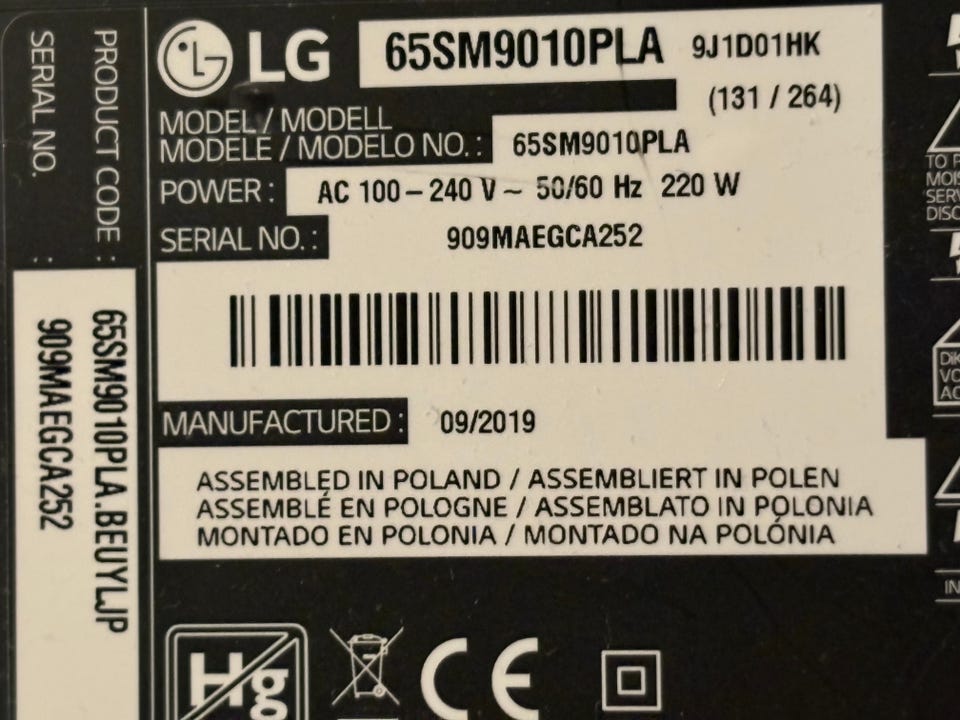 LG 65SM9010PLA 9J1D01HK
(131 / 264)
MODEL / MODELL
MODELE / MODELO NO. : 65SM9010PLA
POWER : AC 100 – 240 V ~ 50/60 Hz 220 W
SERIAL NO. : 909MAEGCA252
MANUFACTURED : 09/2019
ASSEMBLED IN POLAND / ASSEMBLIERT IN POLEN
ASSEMBLÉ EN POLOGNE / ASSEMBLATO IN POLONIA
MONTADO EN POLONIA / MONTADO NA POLÓNIA
Hg
CE
PRODUCT CODE : 65SM9010PLA.BEUYLJP
SERIAL NO. : 909MAEGCA252
TO